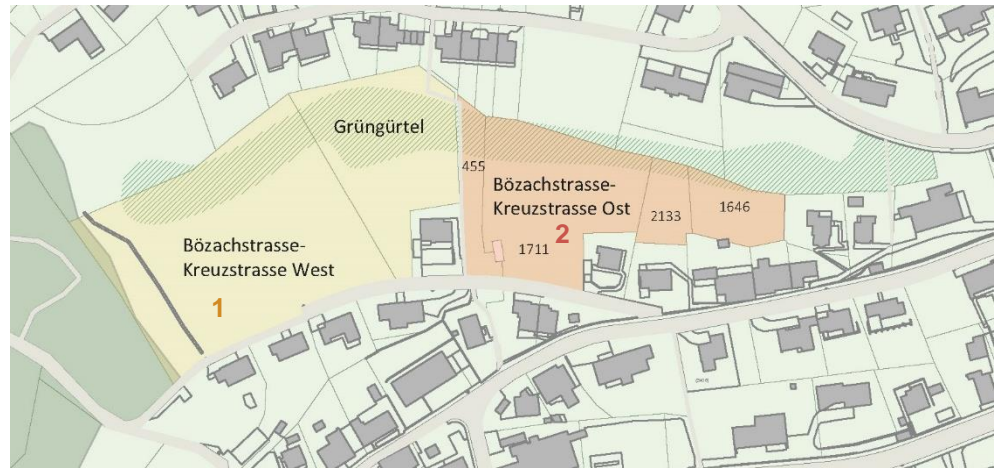 Grüngürtel
455
Bözachstrasse-
Kreuzstrasse Ost
2133
1646
1711
2
Bözachstrasse-
Kreuzstrasse West
1